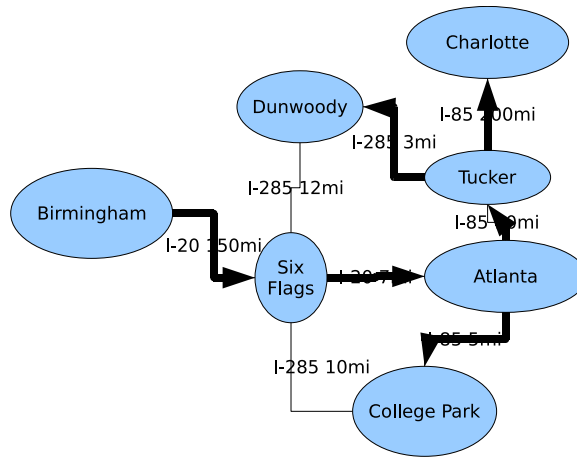 Charlotte
Dunwoody
I-85 200mi
I-285 3mi
Tucker
I-285 12mi
Birmingham
I-85
I-20 150mi
Six
Flags
Atlanta
I-85 5mi
I-285 10mi
College Park